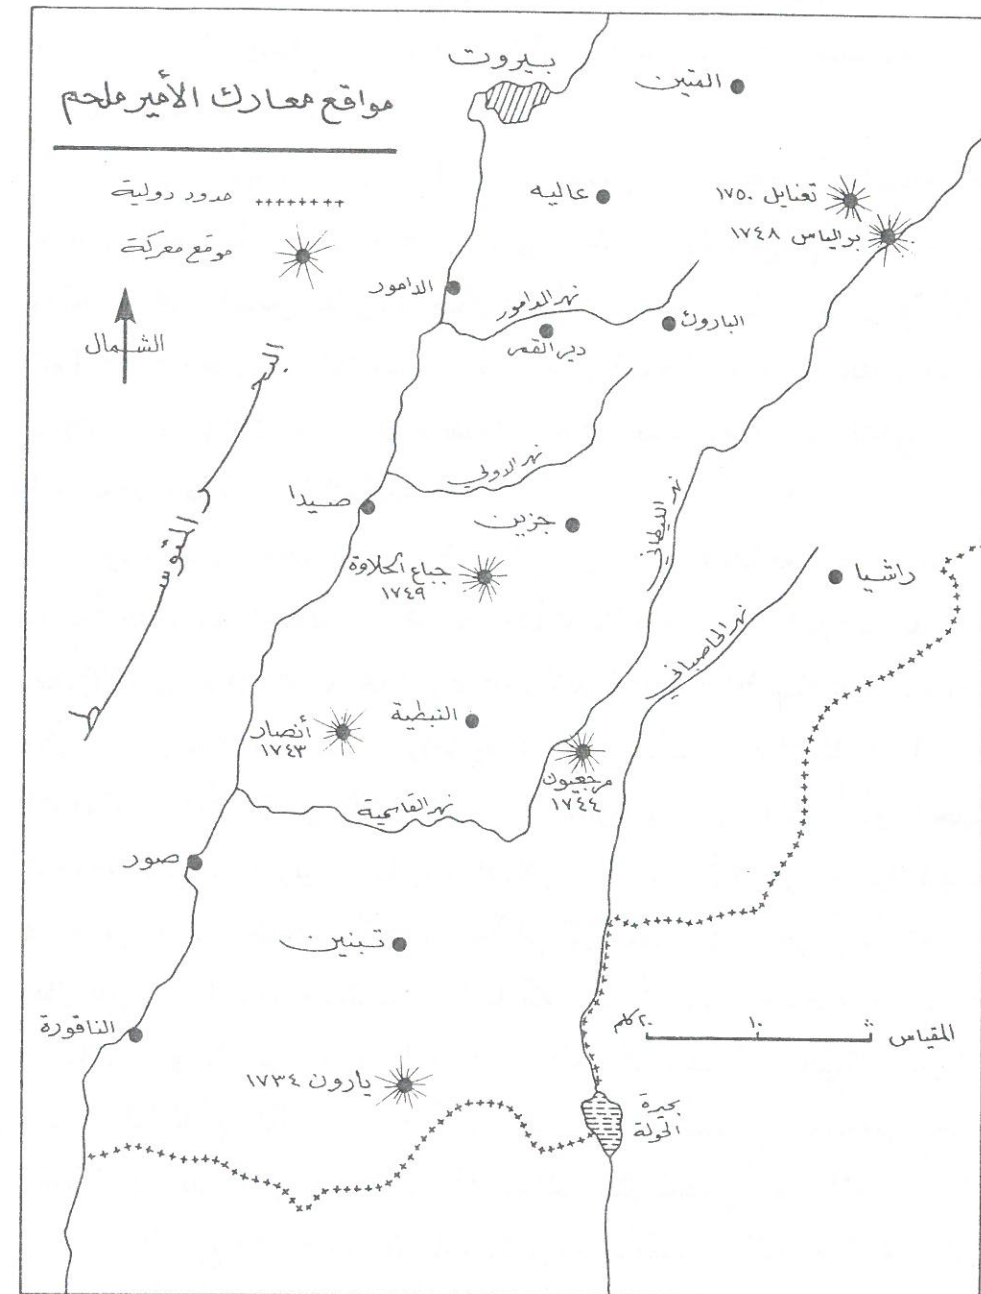 بيروت
مواقع معارك الأمير ملحم
حدود دولية
موقع معركة
الشمال
البحر المتوسط
المتين
عاليه
تعنايل ١٧٥٠
بر الياس ١٧٤٨
الدامور
نهر الدامور
الباروك
دير القمر
نهر الاولي
صيدا
جزين
نهر الليطاني
جباع الحلاوة
١٧٤٩
راشيا
نهر الحاصباني
النبطية
أنصار
١٧٤٣
مرجعيون
١٧٤٤
نهر القاسمية
صور
تبنين
الناقورة
المقياس
١٠
٢٠ كلم
يارون ١٧٣٤
بحيرة
الحولة